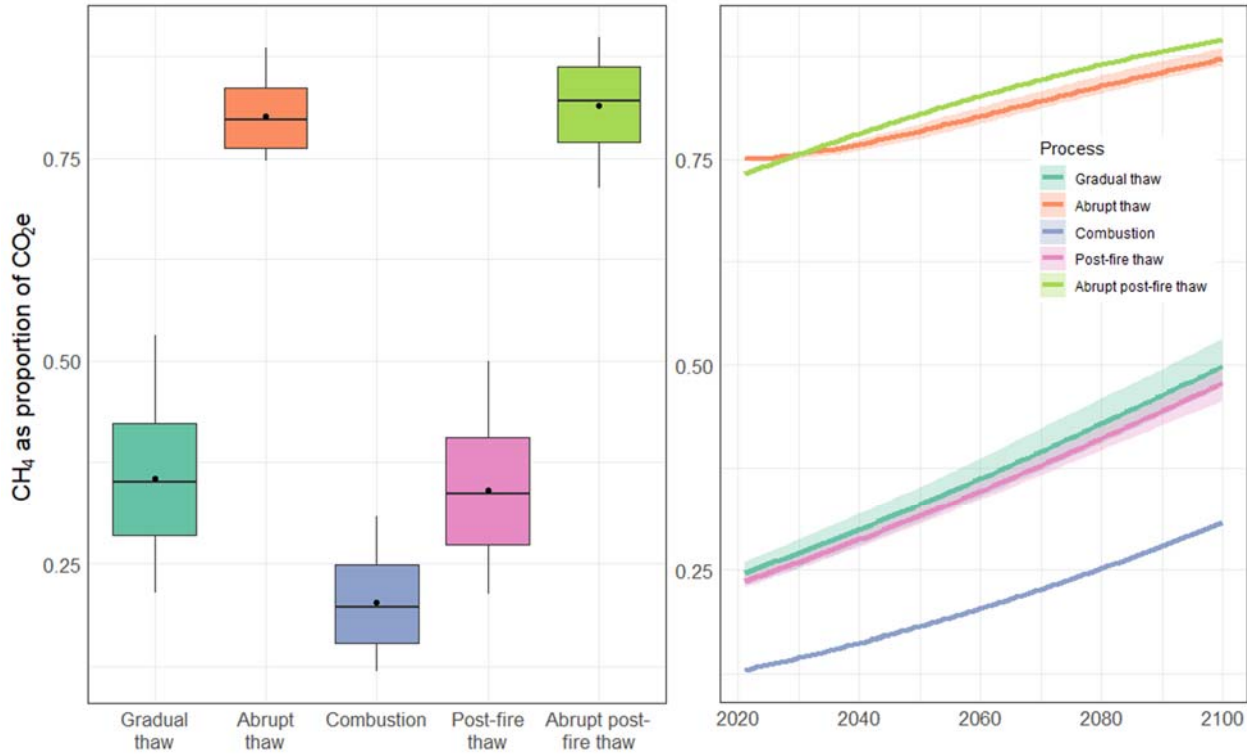 CH₄ as proportion of CO₂e
0.75
0.50
0.25
Gradual
thaw
Abrupt
thaw
Combustion
Post-fire
thaw
Abrupt post-
fire thaw
0.75
0.50
0.25
Process
Gradual thaw
Abrupt thaw
Combustion
Post-fire thaw
Abrupt post-fire thaw
2020 2040 2060 2080 2100